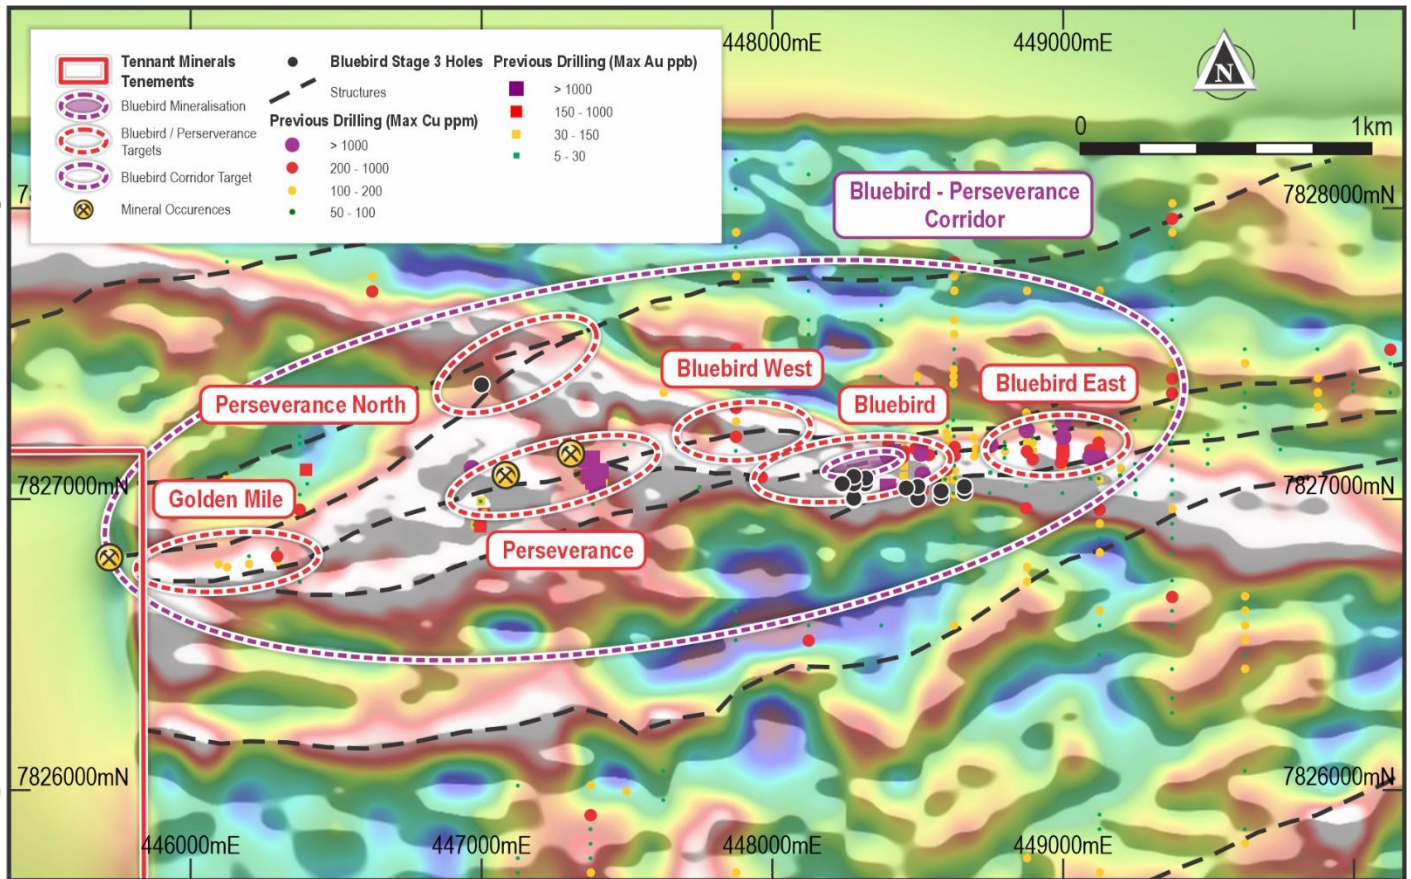 448000mE
449000mE
N
Tennant Minerals
Tenements
Bluebird Mineralisation
Bluebird / Perserverance
Targets
Bluebird Corridor Target
Mineral Occurences
Bluebird Stage 3 Holes
Structures
Previous Drilling (Max Cu ppm)
> 1000
200 - 1000
100 - 200
50 - 100
Previous Drilling (Max Au ppb)
> 1000
150 - 1000
30 - 150
5 - 30
0
1km
7828000mN
Bluebird - Perseverance
Corridor
Bluebird West
Bluebird East
Perseverance North
Bluebird
7827000mN
Golden Mile
7827000mN
Perseverance
7826000mN
7826000mN
446000mE
447000mE
448000mE
449000mE